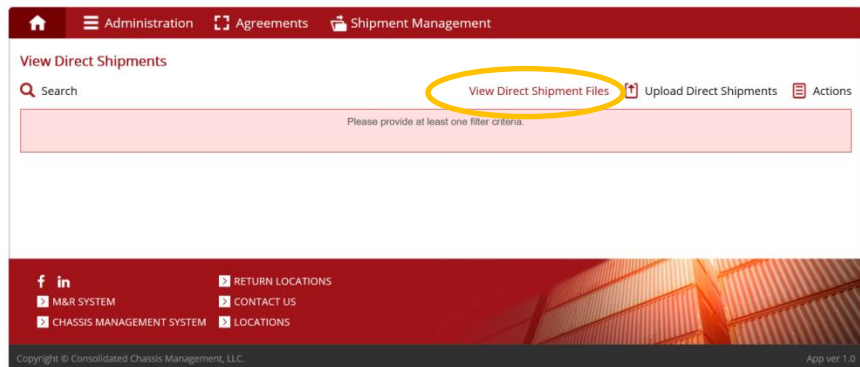 Administration Agreements Shipment Management
View Direct Shipments
Search View Direct Shipment Files Upload Direct Shipments Actions
Please provide at least one filter criteria.
f in RETURN LOCATIONS
M&R SYSTEM CONTACT US
CHASSIS MANAGEMENT SYSTEM LOCATIONS
Copyright © Consolidated Chassis Management, LLC. App ver 1.0